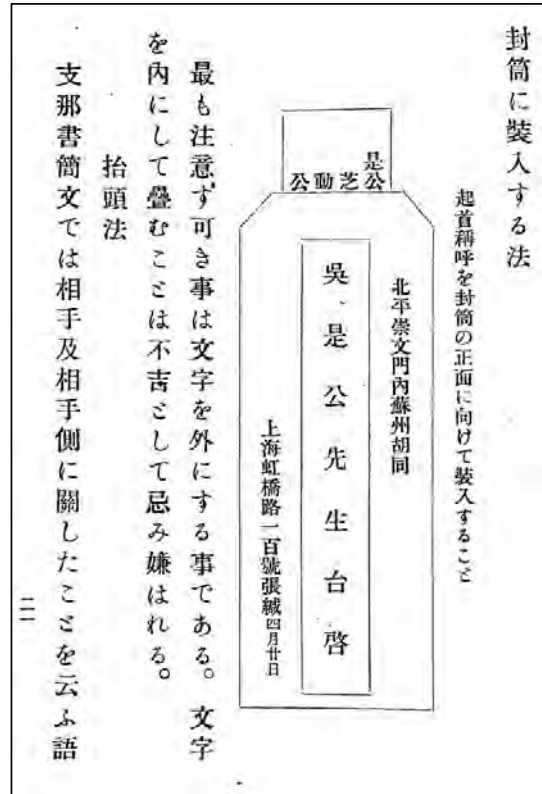 封筒に裝入する法
起首稱呼を封筒の正面に向けて裝入すること
是公
公動芝
北平崇文門內蘇州胡同
吳是公先生台啓
上海虹橋路一百號張緘四月廿日
最も注意す可き事は文字を外にする事である。文字
を內にして疊むことは不吉として忌み嫌はれる。
抬頭法
支那書簡文では相手及相手側に關したことを云ふ語
二一